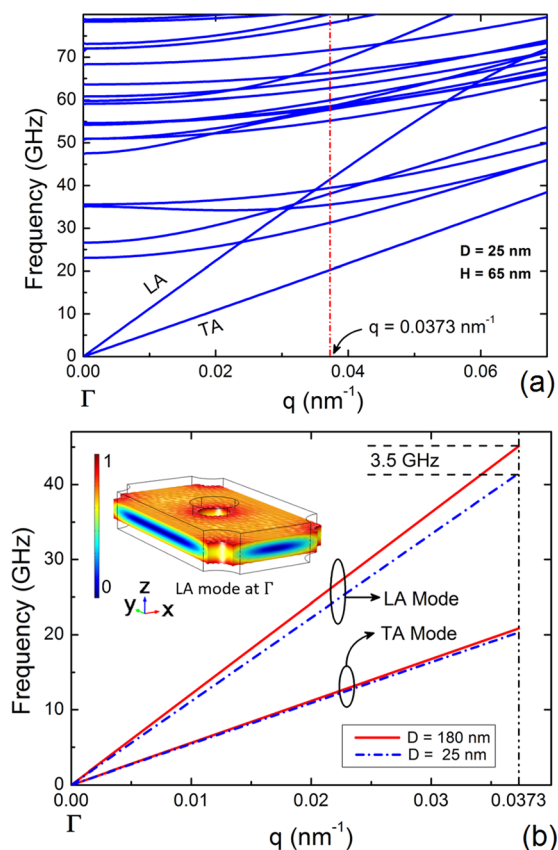 80
70
60
50
40
30
20
10
0
Frequency (GHz)
LA
TA
D = 25 nm
H = 65 nm
q = 0.0373 nm⁻¹
0.00 0.02 0.04 0.06
Γ q (nm⁻¹) (a)
40
30
20
10
0
Frequency (GHz)
1
0
z
y x
LA mode at Γ
3.5 GHz
LA Mode
TA Mode
D = 180 nm
D = 25 nm
0.00 0.01 0.02 0.03 0.0373
Γ q (nm⁻¹) (b)